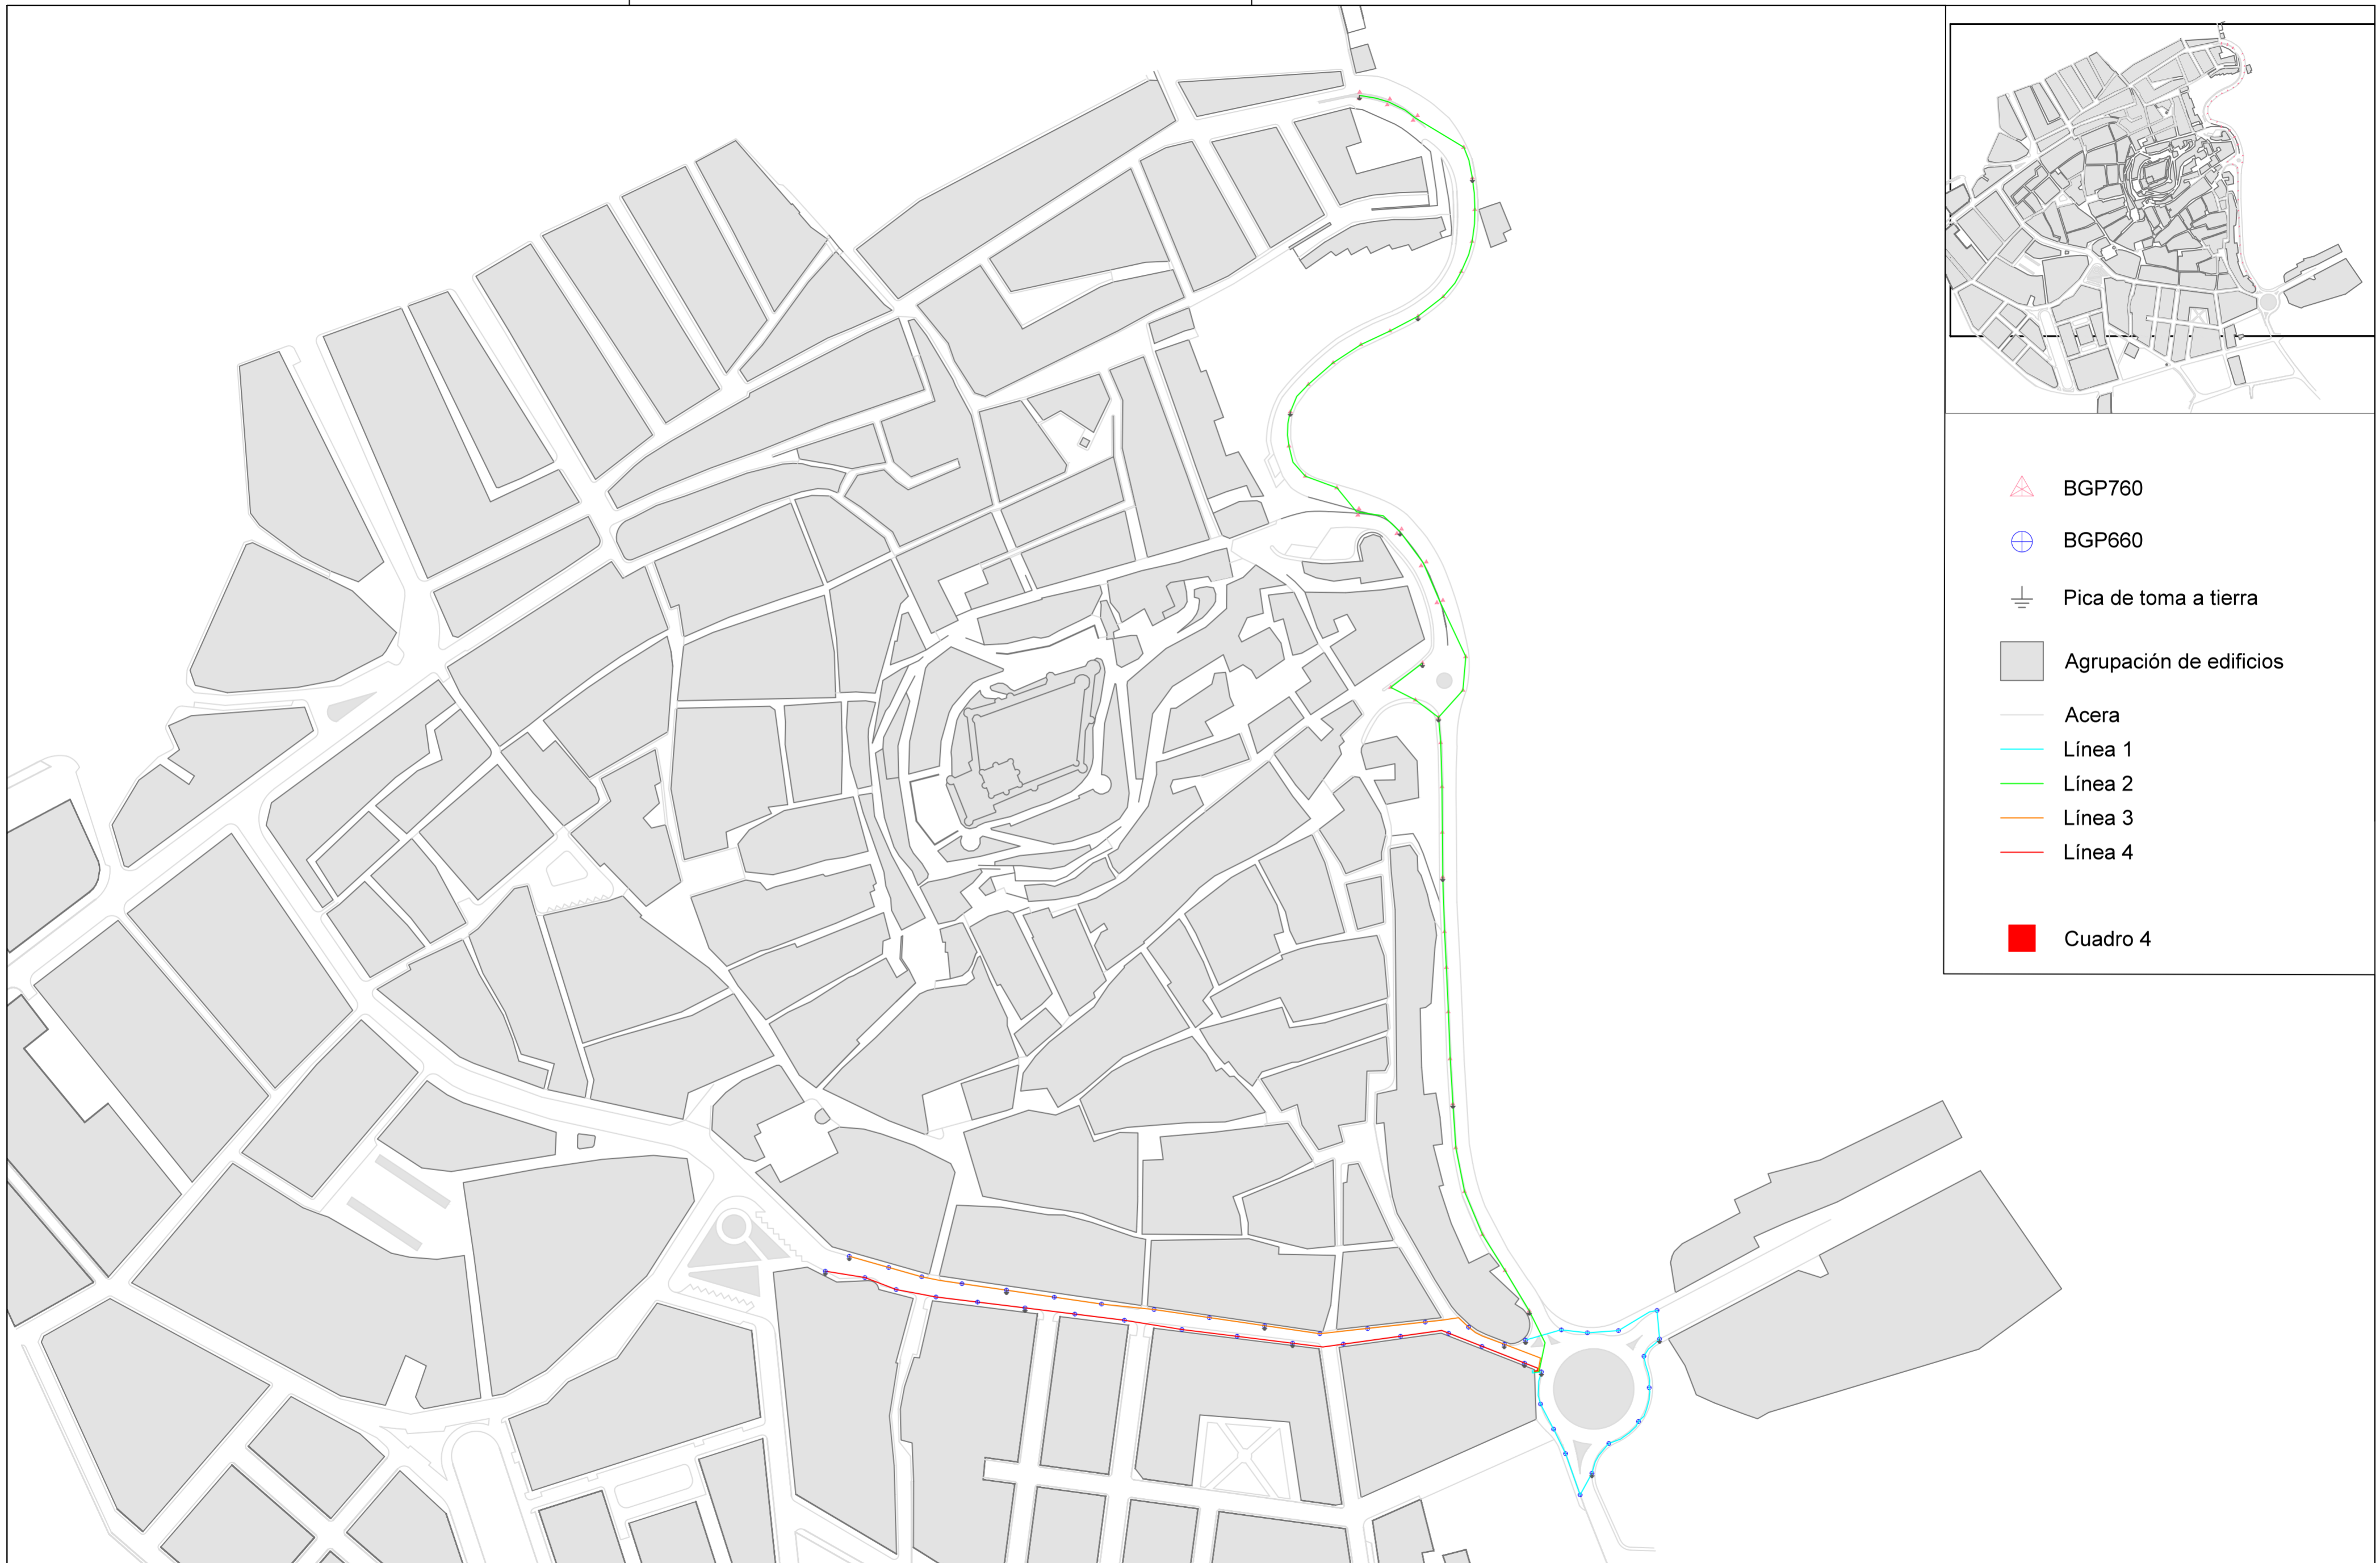 BGP760
BGP660
Pica de toma a tierra
Agrupación de edificios
Acera
Línea 1
Línea 2
Línea 3
Línea 4
Cuadro 4